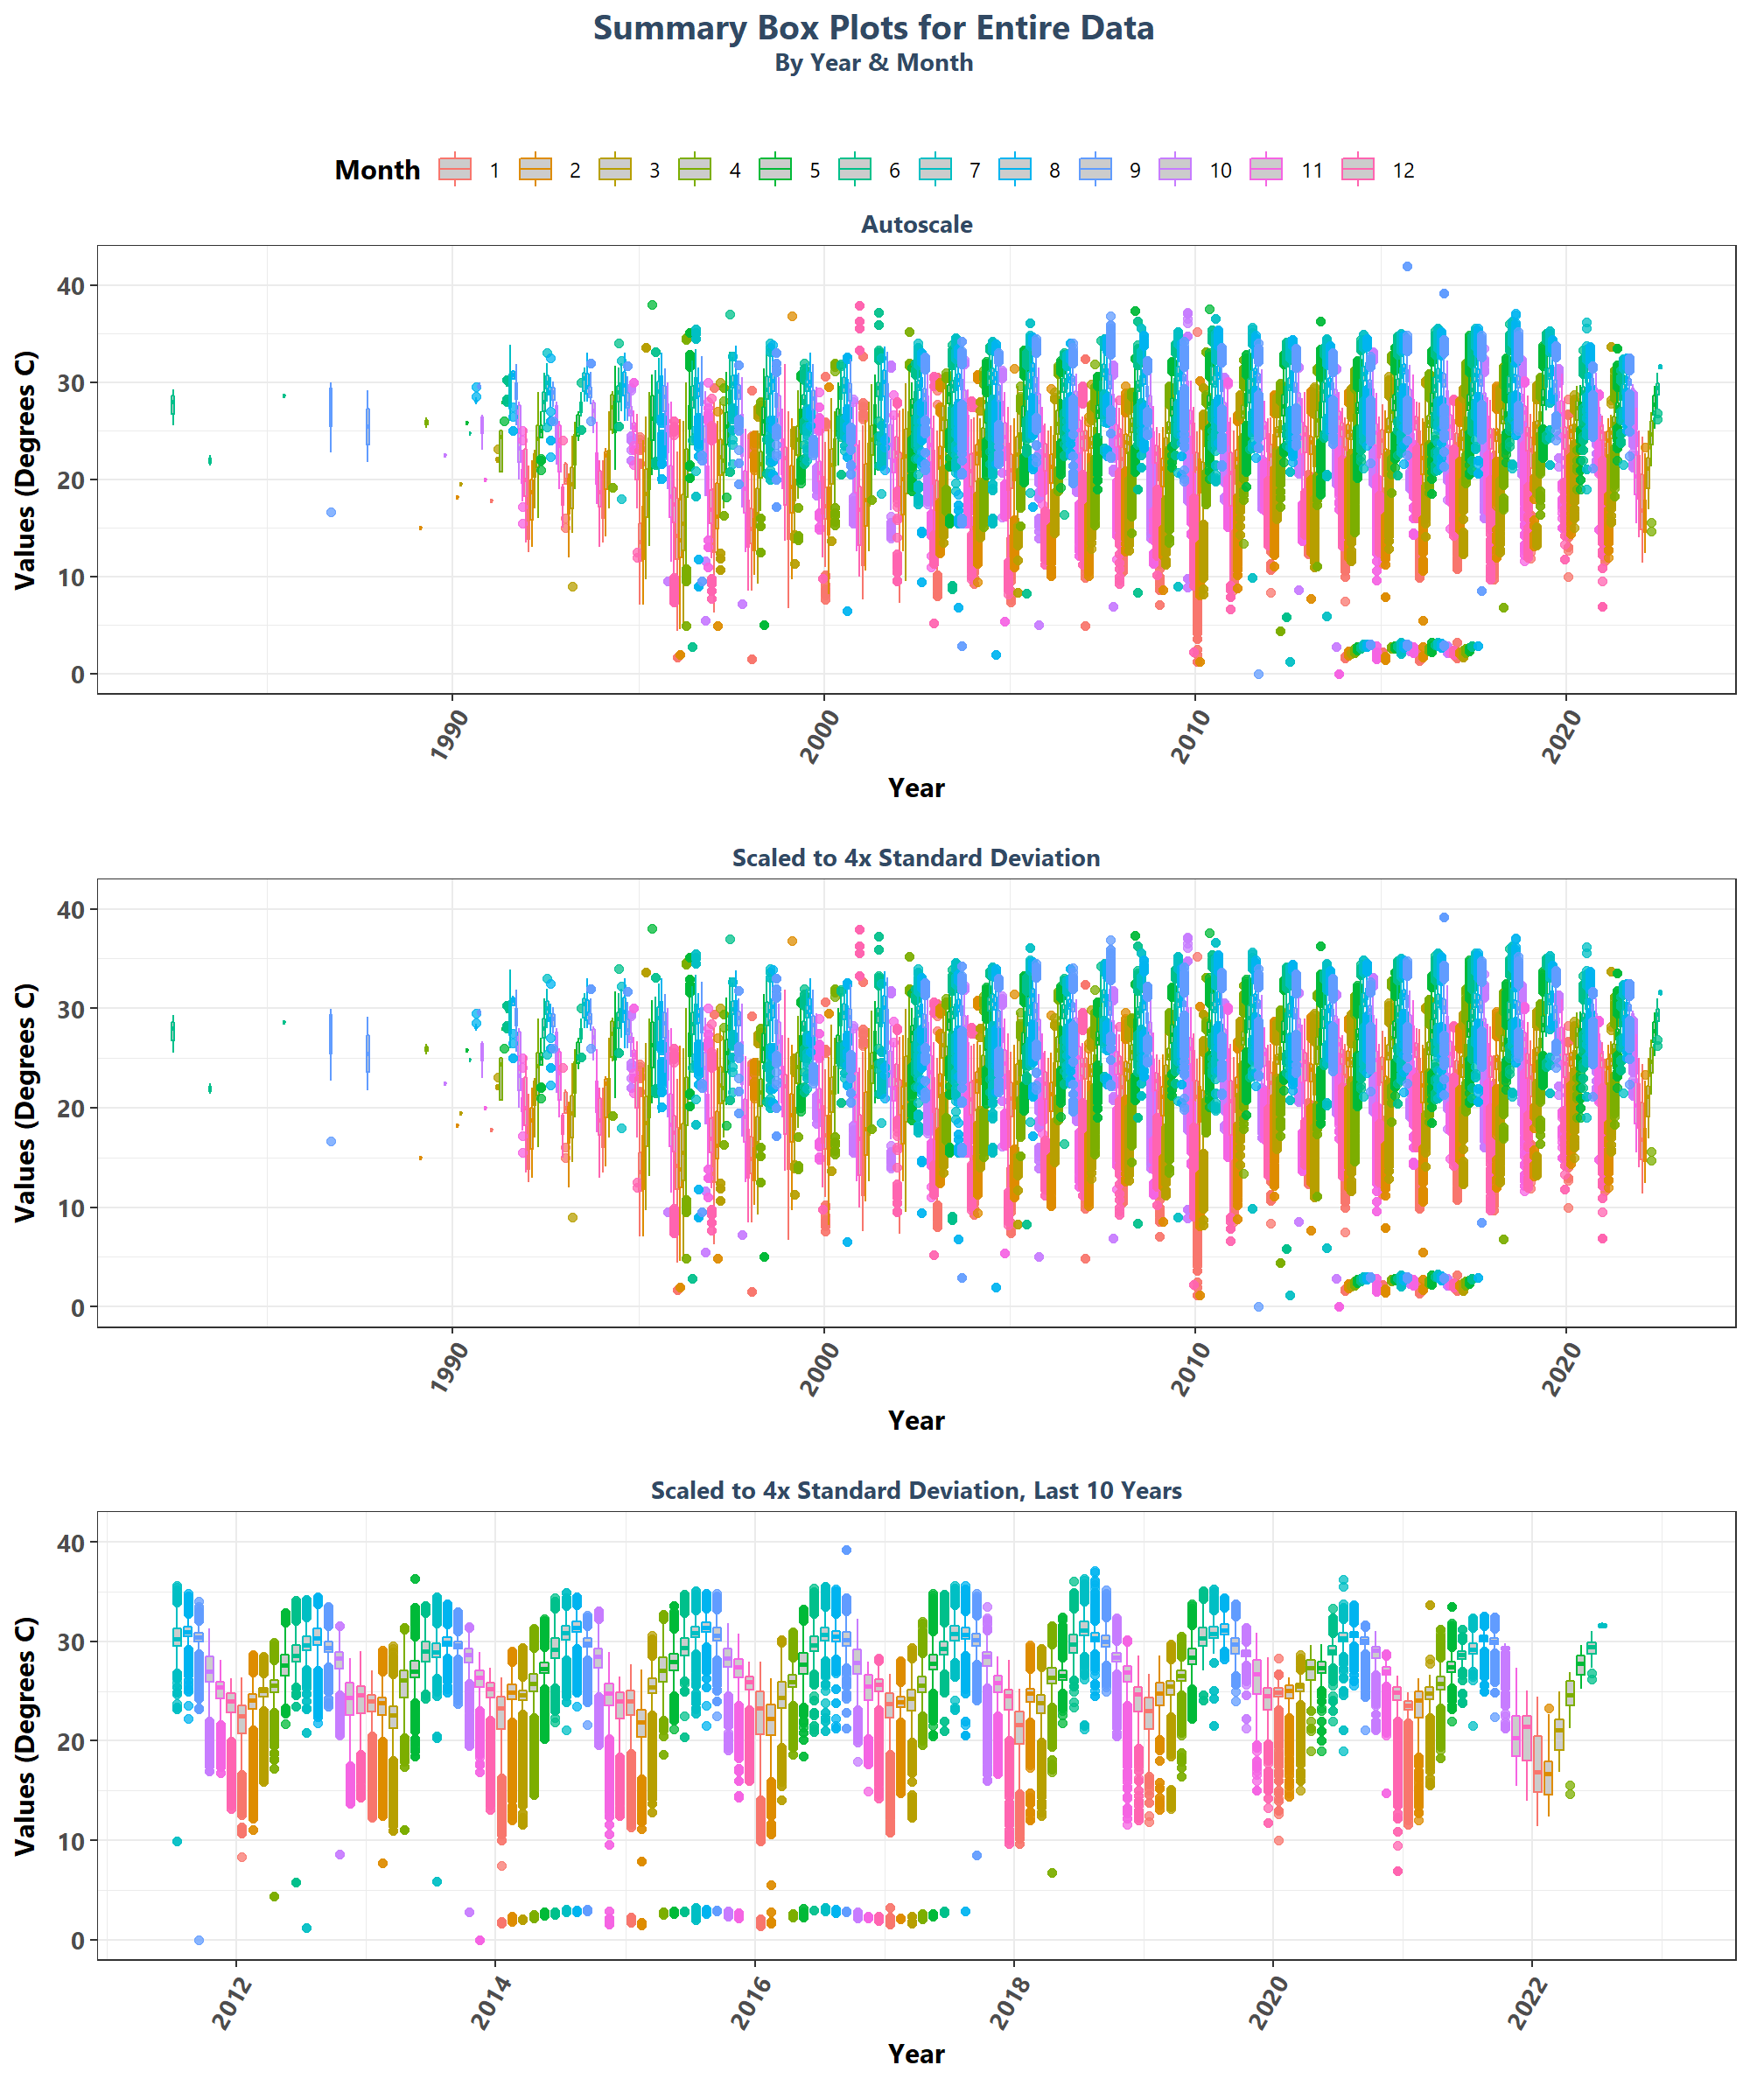 Summary Box Plots for Entire Data
By Year & Month
Month 1 2 3 4 5 6 7 8 9 10 11 12
Autoscale
Values (Degrees C)
40
30
20
10
0
1990 2000 2010 2020
Year
Scaled to 4x Standard Deviation
Values (Degrees C)
40
30
20
10
0
1990 2000 2010 2020
Year
Scaled to 4x Standard Deviation, Last 10 Years
Values (Degrees C)
40
30
20
10
0
2012 2014 2016 2018 2020 2022
Year